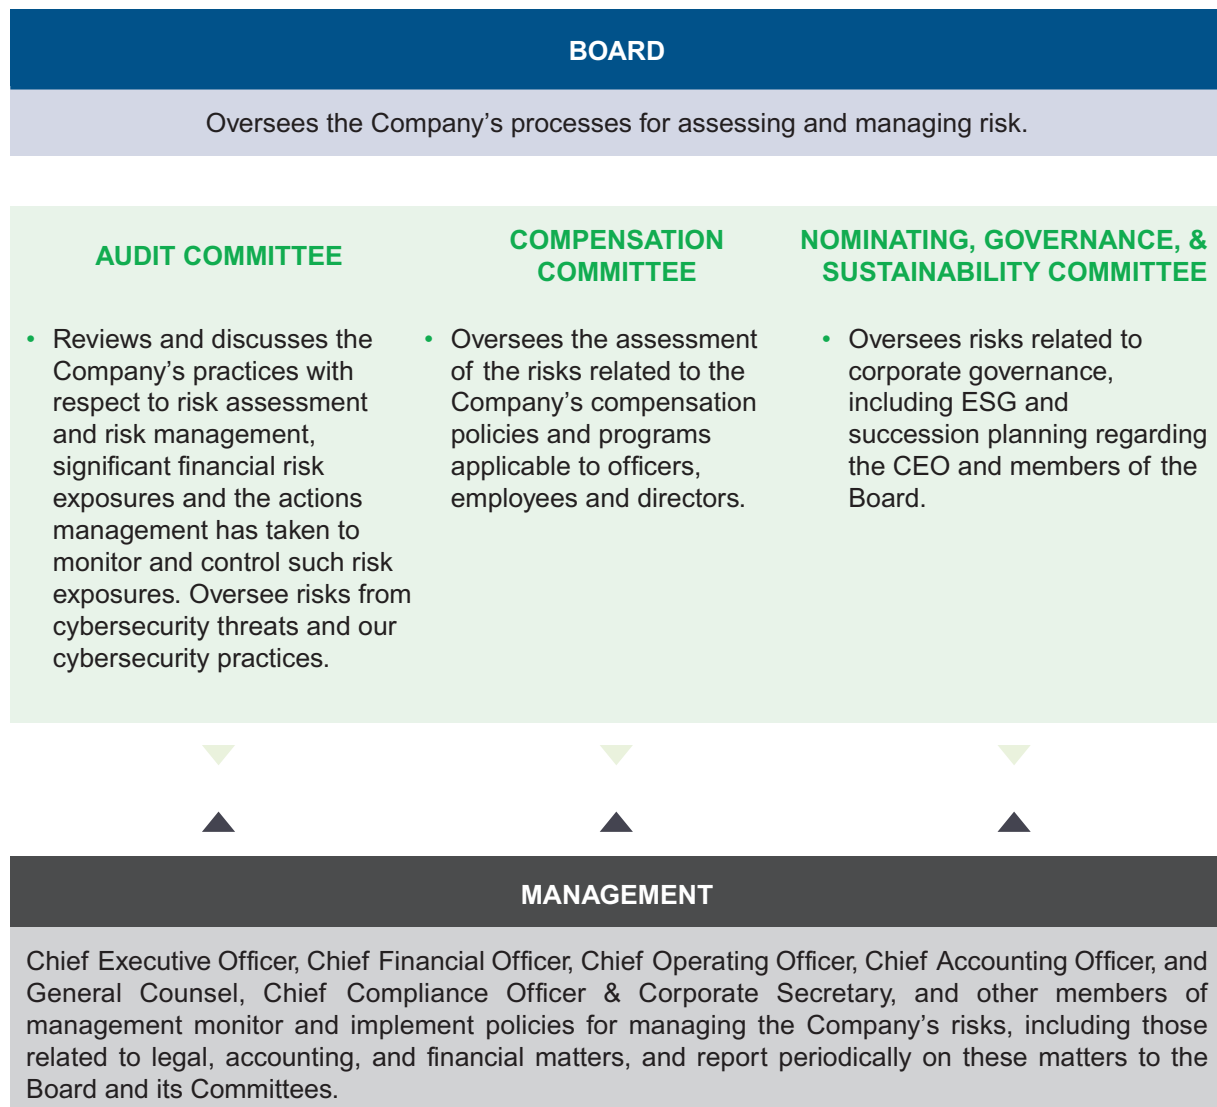 BOARD
Oversees the Company’s processes for assessing and managing risk.
AUDIT COMMITTEE
• Reviews and discusses the
Company’s practices with
respect to risk assessment
and risk management,
significant financial risk
exposures and the actions
management has taken to
monitor and control such risk
exposures. Oversee risks from
cybersecurity threats and our
cybersecurity practices.
COMPENSATION
COMMITTEE
• Oversees the assessment
of the risks related to the
Company’s compensation
policies and programs
applicable to officers,
employees and directors.
NOMINATING, GOVERNANCE, &
SUSTAINABILITY COMMITTEE
• Oversees risks related to
corporate governance,
including ESG and
succession planning regarding
the CEO and members of the
Board.
MANAGEMENT
Chief Executive Officer, Chief Financial Officer, Chief Operating Officer, Chief Accounting Officer, and
General Counsel, Chief Compliance Officer & Corporate Secretary, and other members of
management monitor and implement policies for managing the Company’s risks, including those
related to legal, accounting, and financial matters, and report periodically on these matters to the
Board and its Committees.